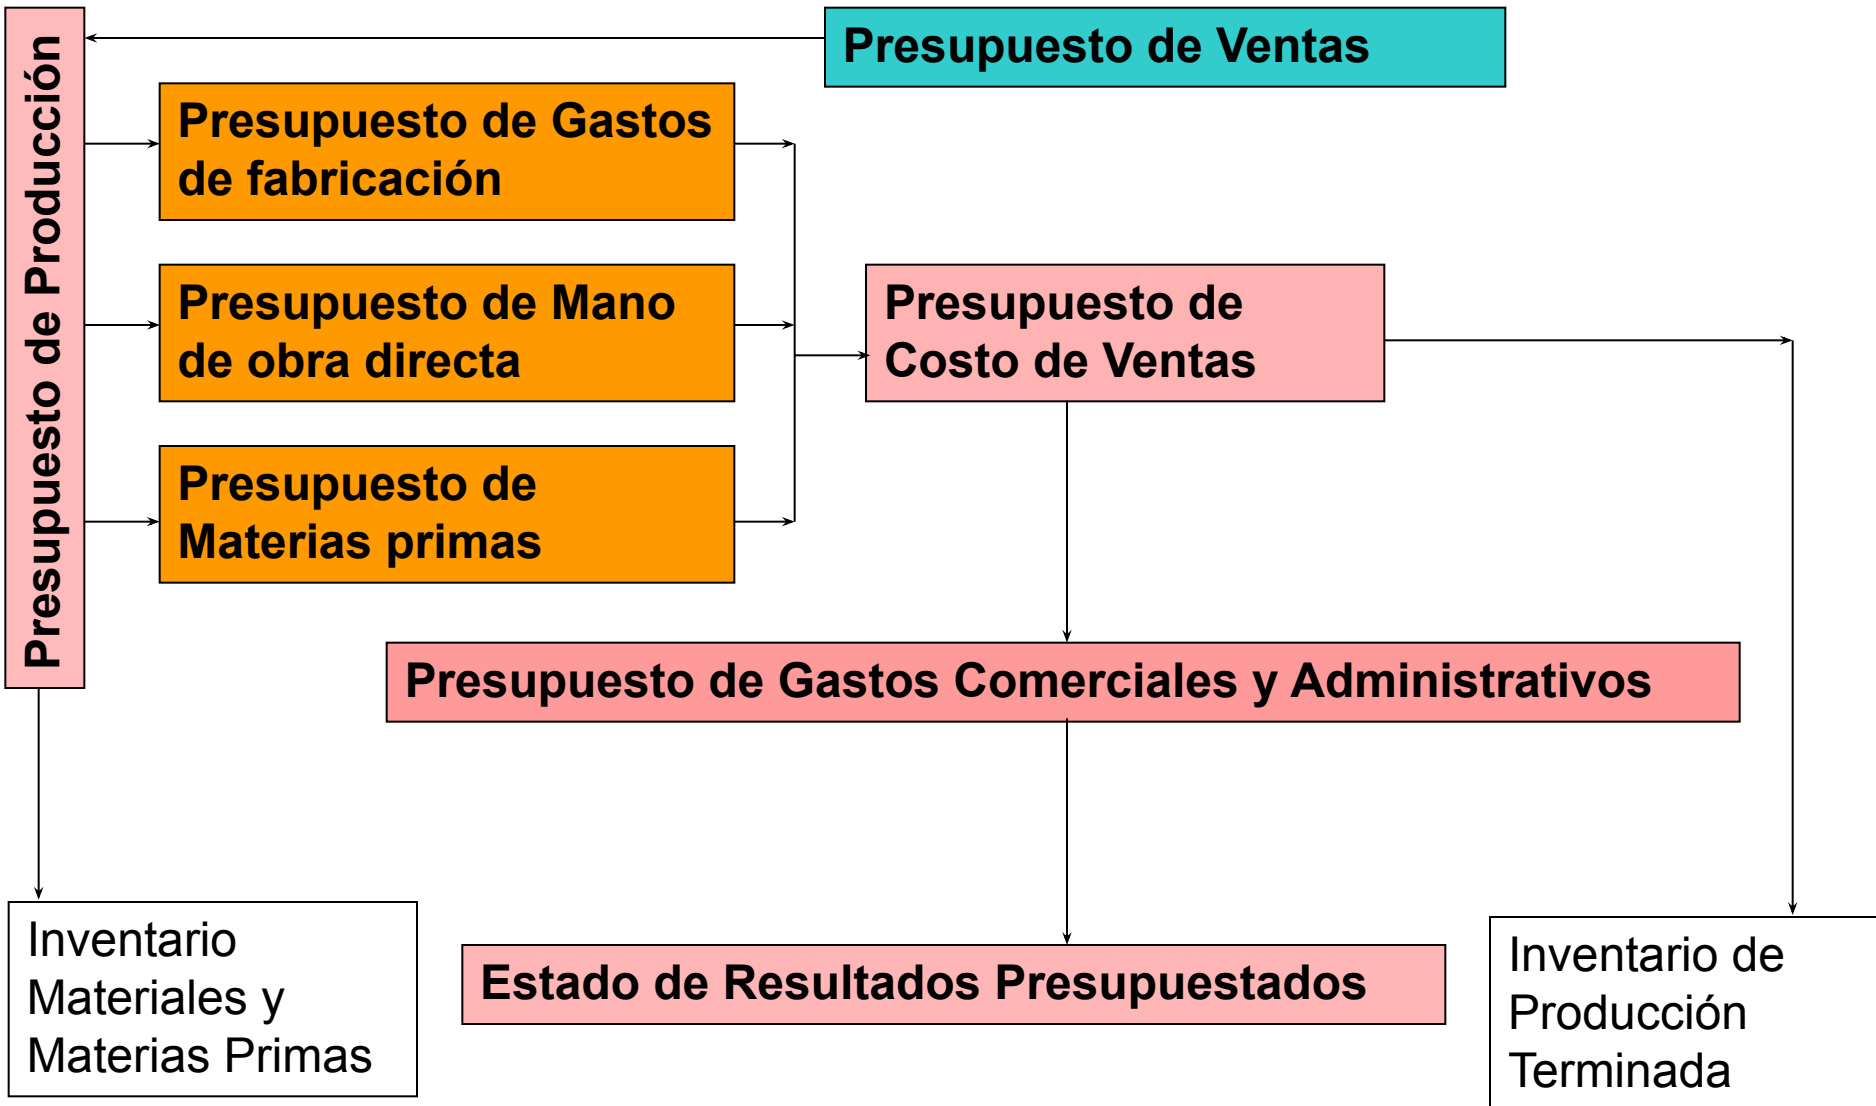 Presupuesto de Producción
Presupuesto de Ventas
Presupuesto de Gastos
de fabricación
Presupuesto de Mano
de obra directa
Presupuesto de
Costo de Ventas
Presupuesto de
Materias primas
Presupuesto de Gastos Comerciales y Administrativos
Inventario
Materiales y
Materias Primas
Estado de Resultados Presupuestados
Inventario de
Producción
Terminada